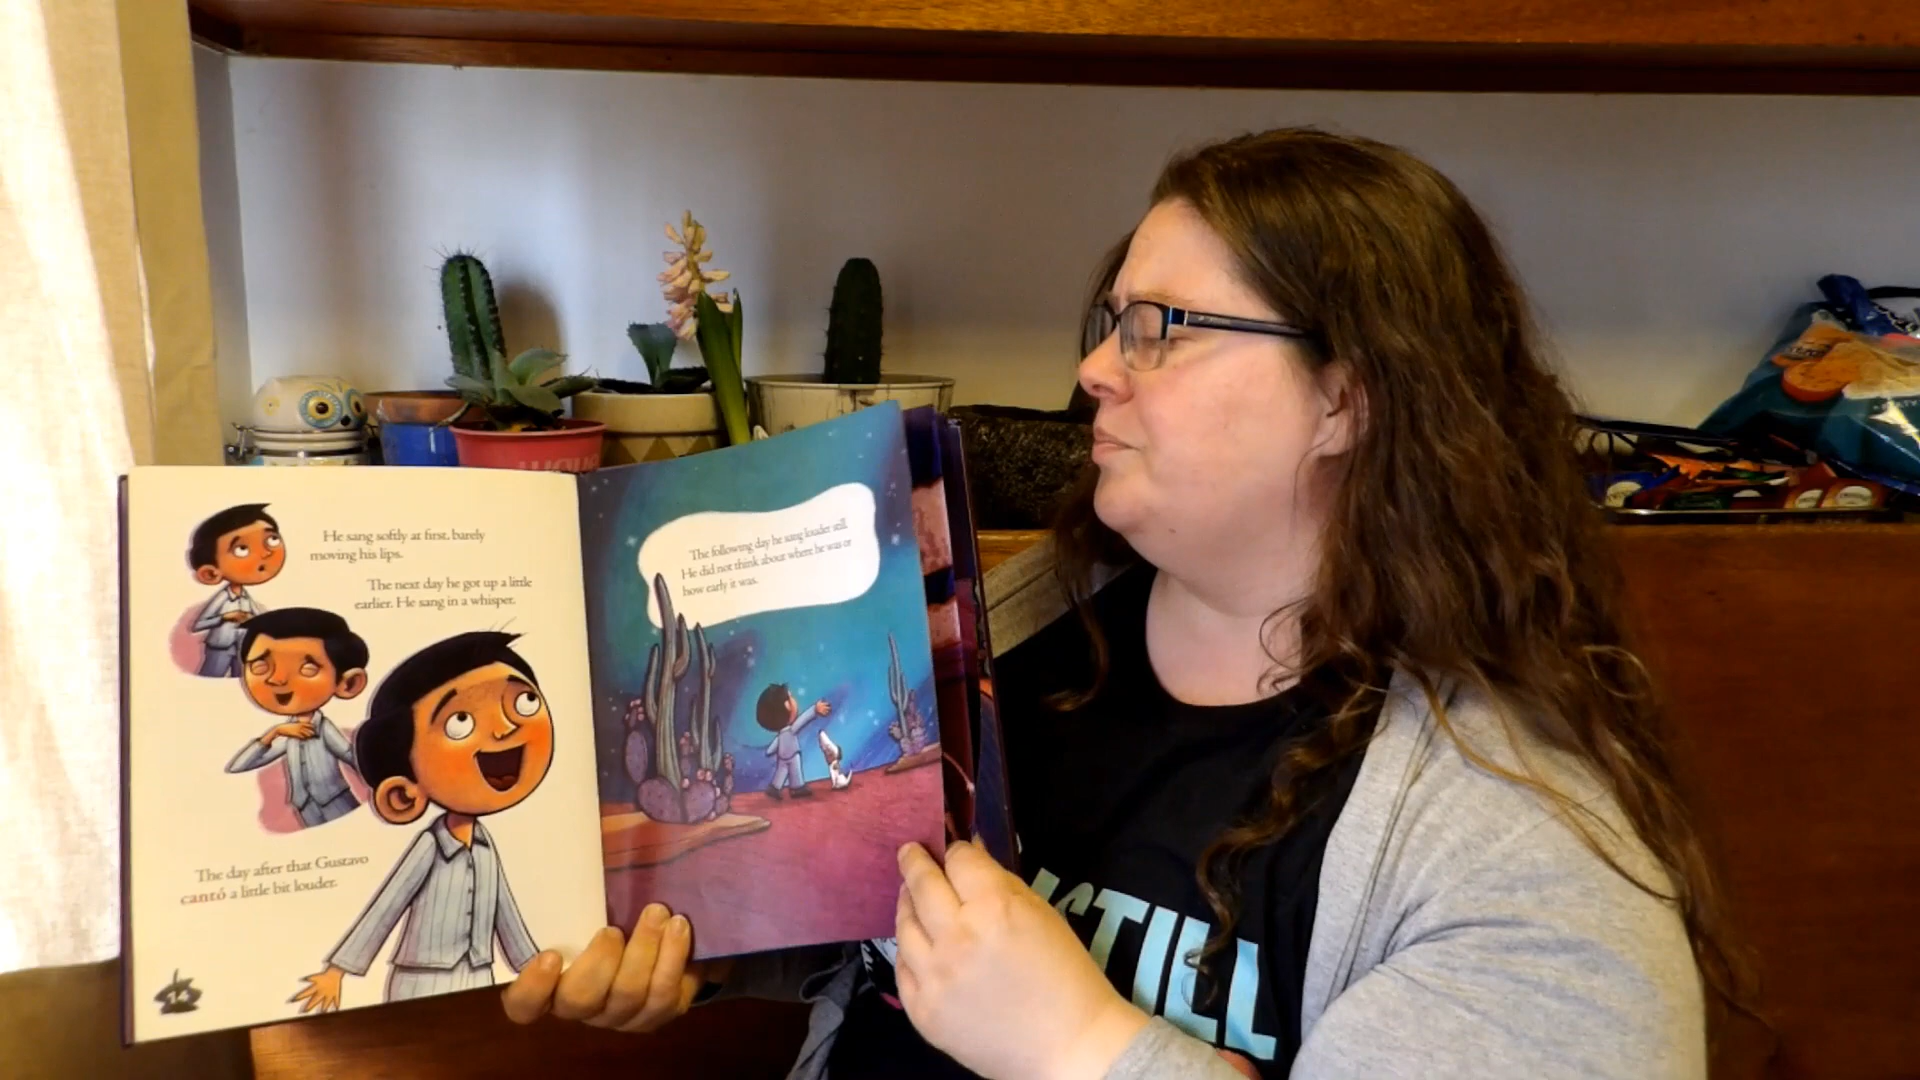 He sang softly at first, barely
moving his lips.
The next day he got up a little
earlier. He sang in a whisper.
The day after that Gustavo
cantó a little bit louder.
14
The following day he sang louder still.
He did not think about where he was or
how early it was.
STILL